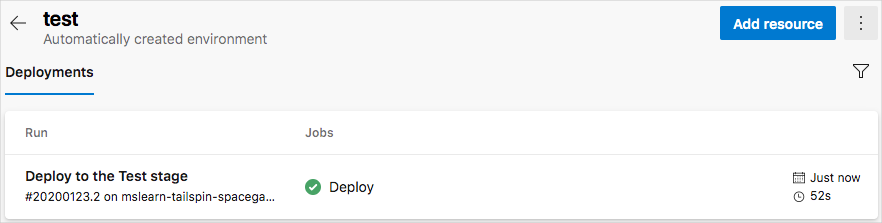 test
Automatically created environment
Add resource
Deployments
Run Jobs
Deploy to the Test stage
#20200123.2 on mslearn-tailspin-spacega...
Deploy
Just now
52s